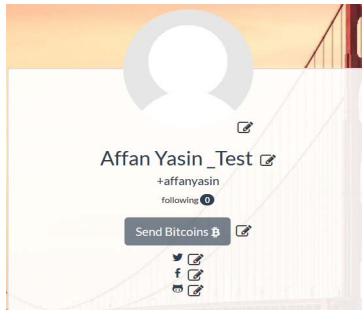 Affan Yasin _Test
+affanyasin
following 0
Send Bitcoins ₿